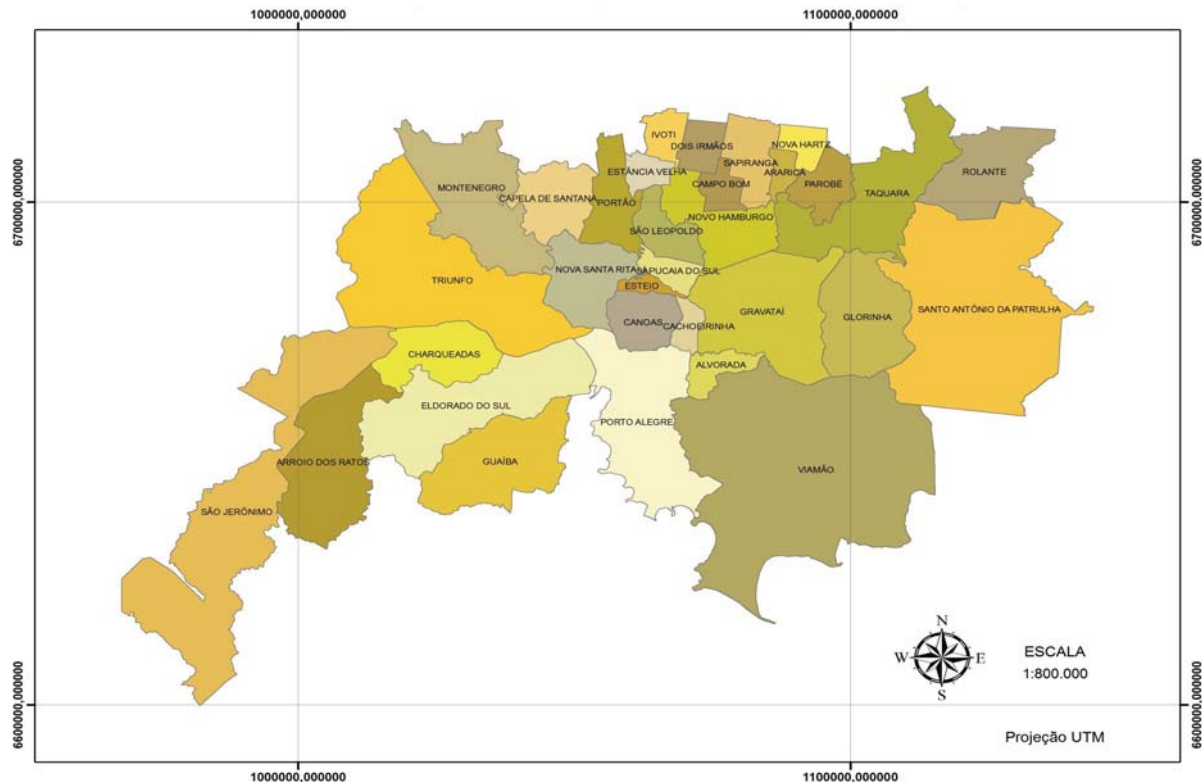 1000000,000000
1100000,000000
IVOTI
DOIS IRMÃOS
NOVA HARTZ
SAPIRANGA
ESTÂNCIA VELHA
ARARICÁ
ROLANTE
MONTENEGRO
CAMPO BOM
PAROBÉ
TAQUARA
CAPELA DE SANTANA
PORTÃO
6700000,000000
6700000,000000
NOVO HAMBURGO
SÃO LEOPOLDO
NOVA SANTA RITA
SAPUCAIA DO SUL
TRIUNFO
ESTEIO
GRAVATAÍ
GLORINHA
SANTO ANTÔNIO DA PATRULHA
CANOAS
CACHOEIRINHA
CHARQUEADAS
ALVORADA
ELDORADO DO SUL
PORTO ALEGRE
ARROIO DOS RATOS
GUAÍBA
VIAMÃO
SÃO JERÔNIMO
N
W
E
S
ESCALA
1:800.000
6600000,000000
6600000,000000
Projeção UTM
1000000,000000
1100000,000000